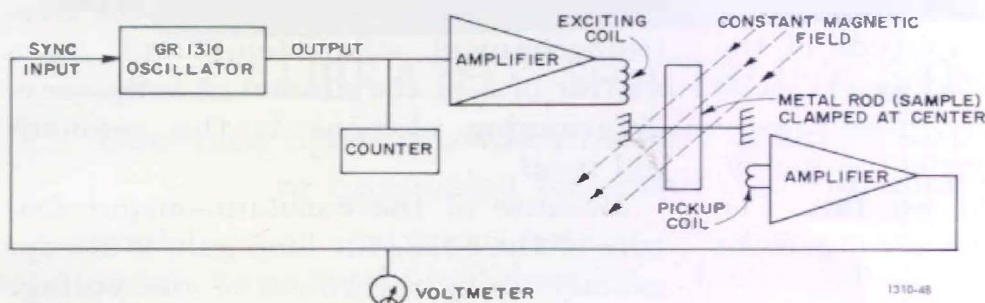 SYNC
INPUT
GR 1310
OSCILLATOR
OUTPUT
AMPLIFIER
EXCITING
COIL
CONSTANT MAGNETIC
FIELD
METAL ROD (SAMPLE)
CLAMPED AT CENTER
COUNTER
AMPLIFIER
PICKUP
COIL
VOLTMETER
1310-48